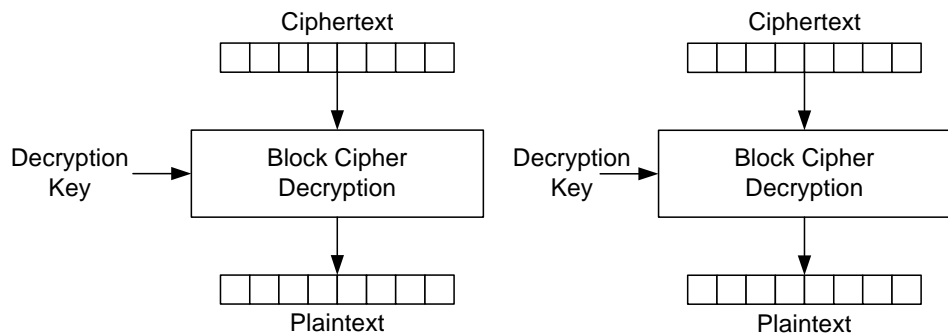 Ciphertext
Decryption
Key
Block Cipher
Decryption
Plaintext
Ciphertext
Decryption
Key
Block Cipher
Decryption
Plaintext